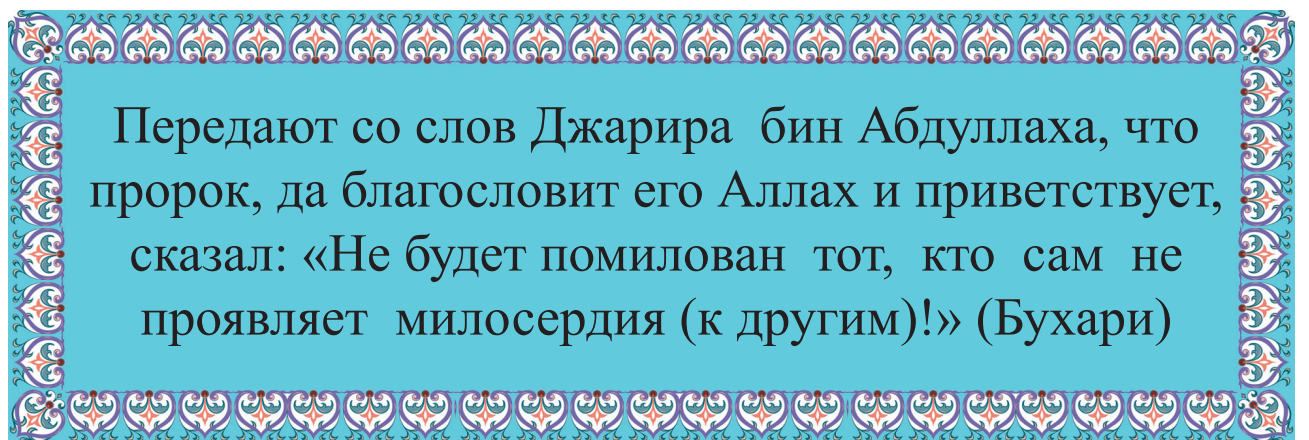 Передают со слов Джарира бин Абдуллаха, что
пророк, да благословит его Аллах и приветствует,
сказал: «Не будет помилован тот, кто сам не
проявляет милосердия (к другим)!» (Бухари)